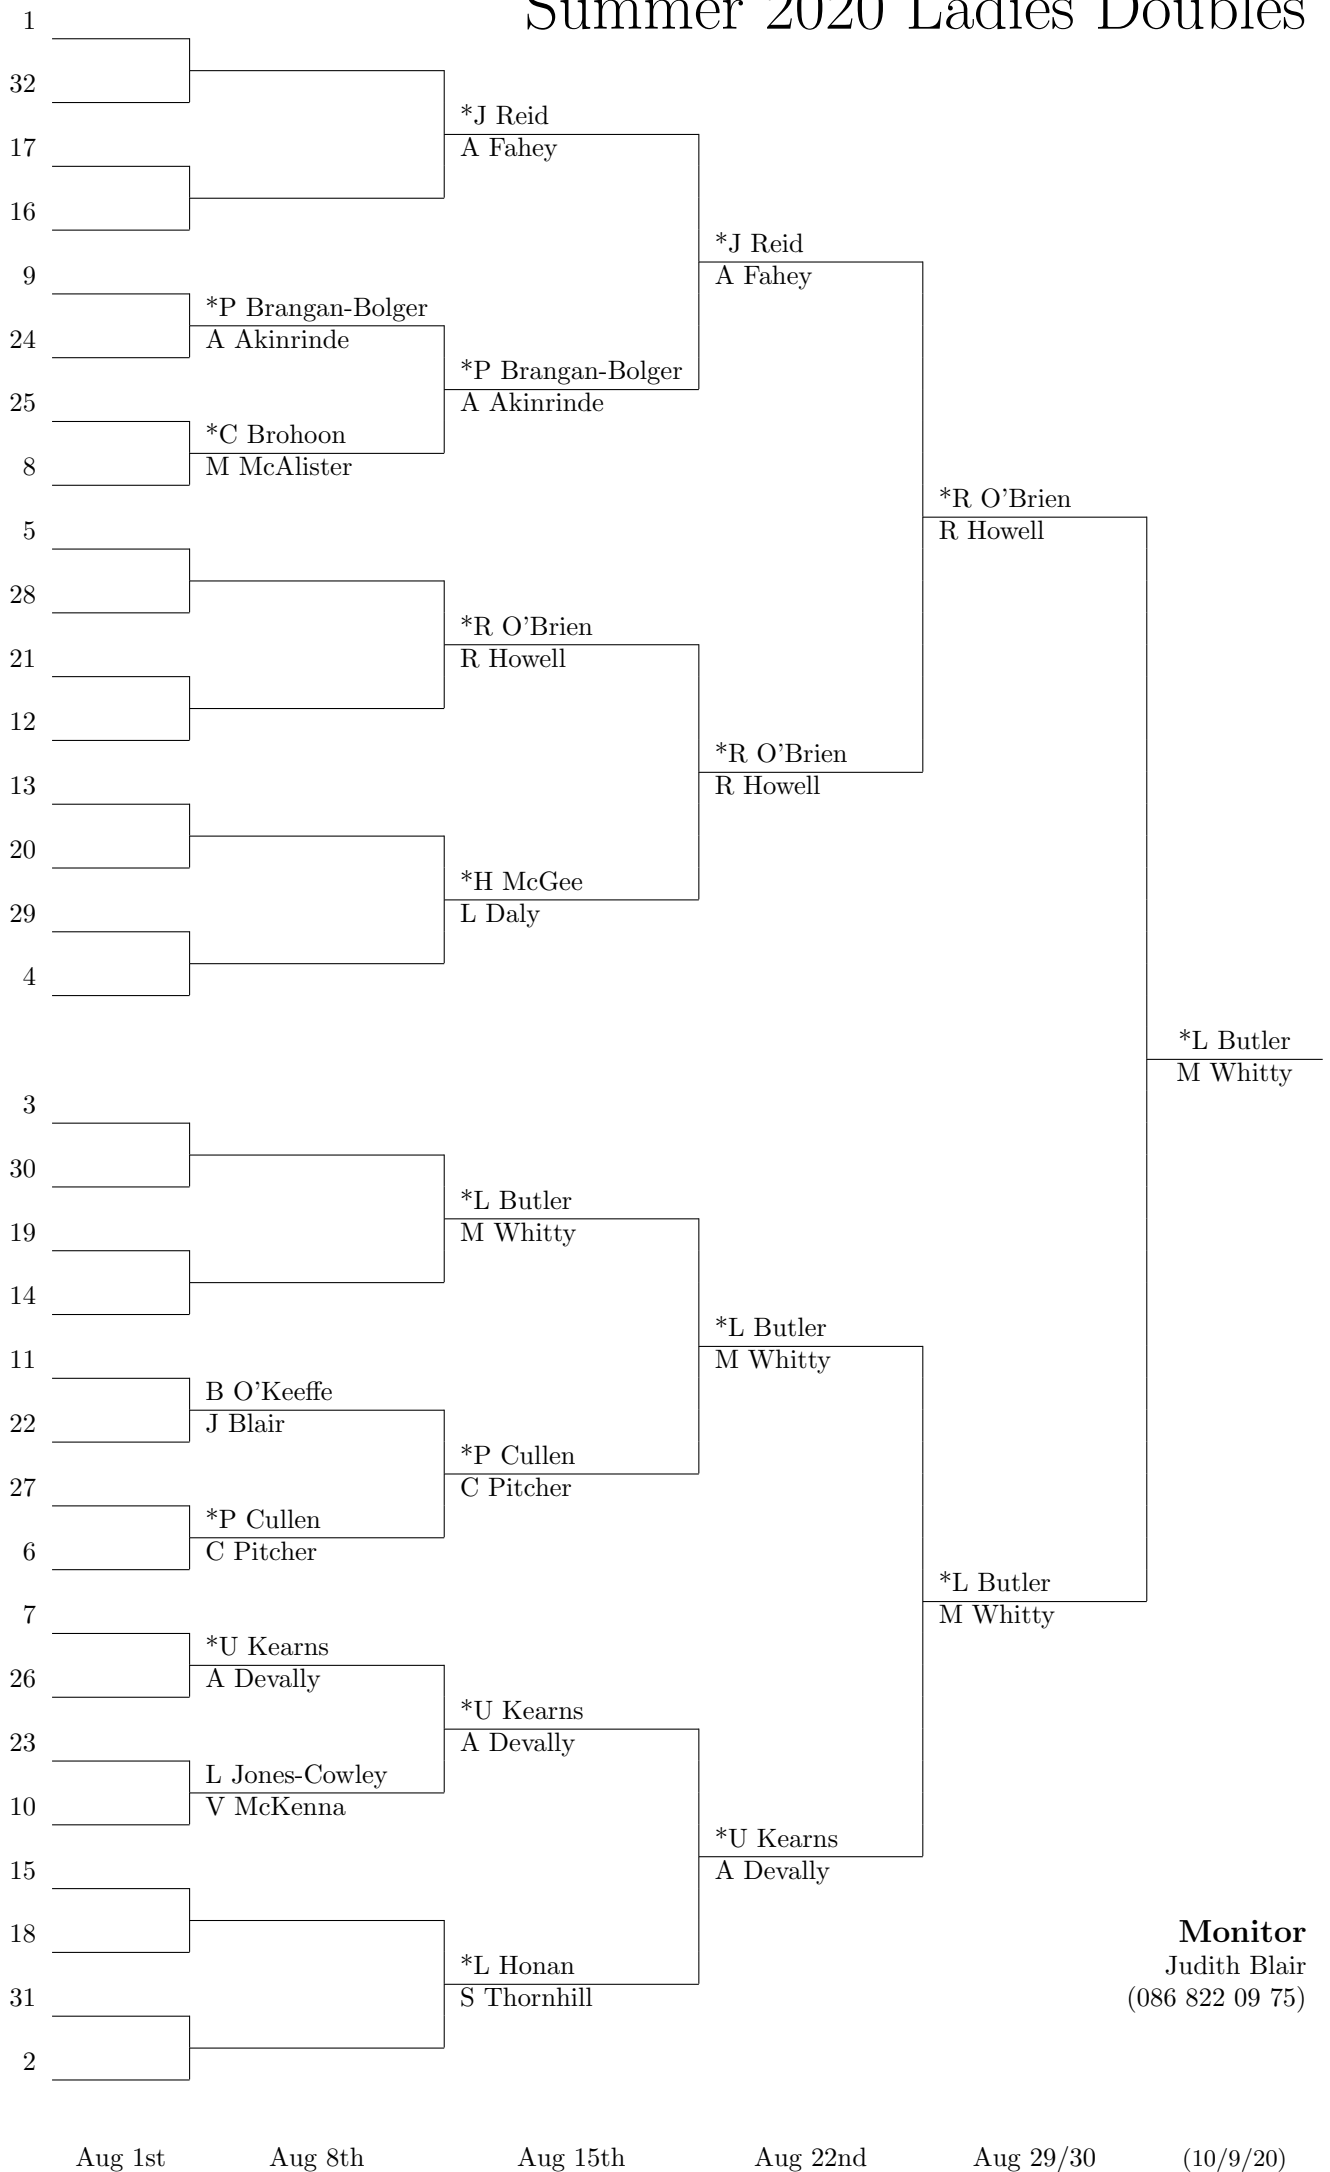 Summer 2020 Ladies Doubles
1
32
17
16
9
24
25
8
5
28
21
12
13
20
29
4
3
30
19
14
11
22
27
6
7
26
23
10
15
18
31
2
*P Brangan-Bolger
A Akinrinde
*C Brohoon
M McAlister
B O'Keeffe
J Blair
*P Cullen
C Pitcher
*U Kearns
A Devally
L Jones-Cowley
V McKenna
*J Reid
A Fahey
*P Brangan-Bolger
A Akinrinde
*R O'Brien
R Howell
*H McGee
L Daly
*L Butler
M Whitty
*P Cullen
C Pitcher
*U Kearns
A Devally
*L Honan
S Thornhill
*J Reid
A Fahey
*R O'Brien
R Howell
*L Butler
M Whitty
*U Kearns
A Devally
*R O'Brien
R Howell
*L Butler
M Whitty
*L Butler
M Whitty
Monitor
Judith Blair
(086 822 09 75)
Aug 1st Aug 8th Aug 15th Aug 22nd Aug 29/30 (10/9/20)